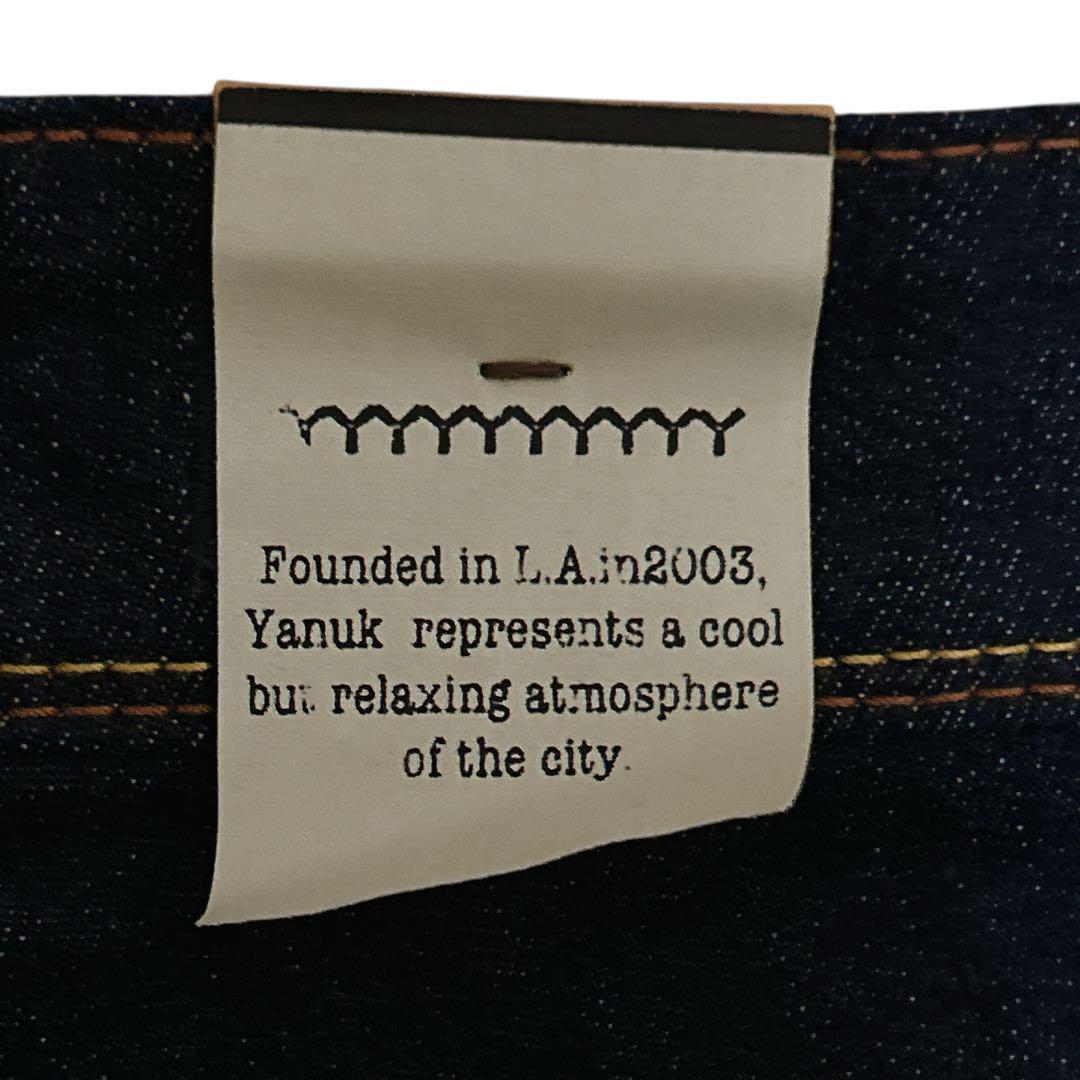 Founded in L.A.in2003,
Yanuk represents a cool
but relaxing atmosphere
of the city.